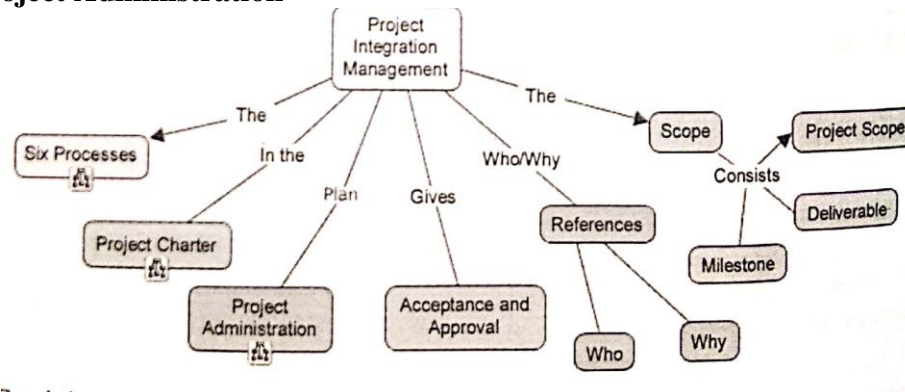 Project Administration
Project
Integration
Management
The
The
Six Processes
In the
Who/Why
Scope
Project Scope
Consists
Plan
Gives
Project Charter
References
Deliverable
Milestone
Project
Administration
Acceptance and
Approval
Who
Why